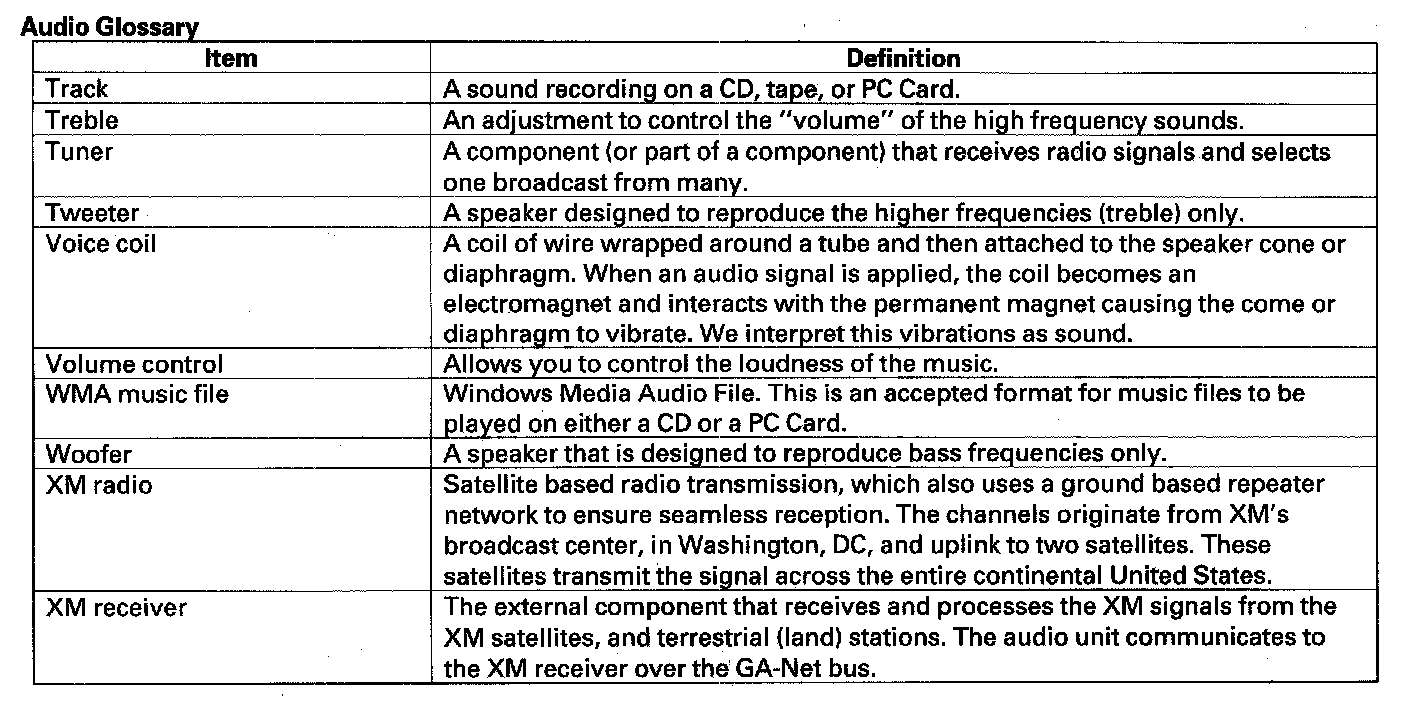 Audio Glossary
Item Definition
Track A sound recording on a CD, tape, or PC Card.
Treble An adjustment to control the "volume" of the high frequency sounds.
Tuner A component (or part of a component) that receives radio signals and selects
one broadcast from many.
Tweeter A speaker designed to reproduce the higher frequencies (treble) only.
Voice coil A coil of wire wrapped around a tube and then attached to the speaker cone or
diaphragm. When an audio signal is applied, the coil becomes an
electromagnet and interacts with the permanent magnet causing the come or
diaphragm to vibrate. We interpret this vibrations as sound.
Volume control Allows you to control the loudness of the music.
WMA music file Windows Media Audio File. This is an accepted format for music files to be
played on either a CD or a PC Card.
Woofer A speaker that is designed to reproduce bass frequencies only.
XM radio Satellite based radio transmission, which also uses a ground based repeater
network to ensure seamless reception. The channels originate from XM's
broadcast center, in Washington, DC, and uplink to two satellites. These
satellites transmit the signal across the entire continental United States.
XM receiver The external component that receives and processes the XM signals from the
XM satellites, and terrestrial (land) stations. The audio unit communicates to
the XM receiver over the GA-Net bus.